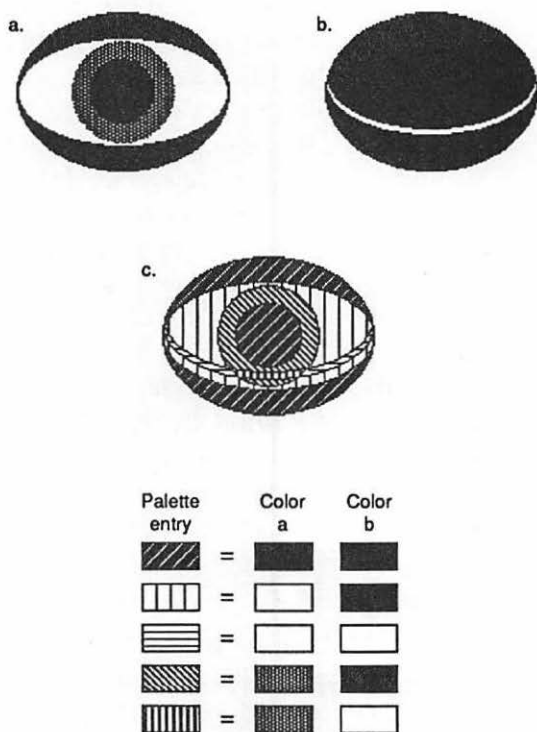 a.
b.
c.
Palette entry
Color a
Color b
=
=
=
=
=